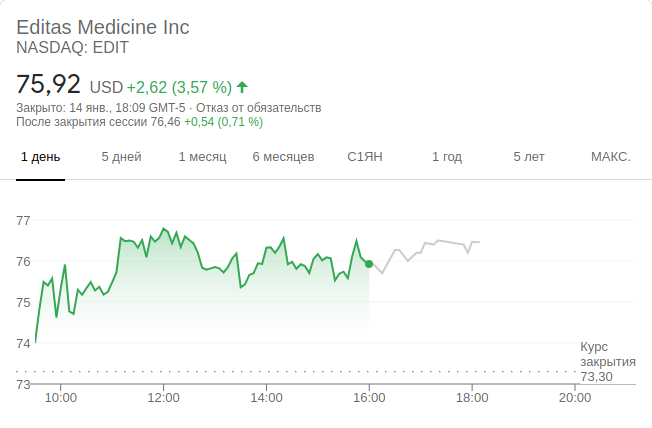 Editas Medicine Inc
NASDAQ: EDIT
75,92 USD +2,62 (3,57 %)
Закрыто: 14 янв., 18:09 GMT-5 · Отказ от обязательств
После закрытия сессии 76,46 +0,54 (0,71 %)
1 день 5 дней 1 месяц 6 месяцев С1ЯН 1 год 5 лет МАКС.
77
76
75
74
Курс
закрытия
73,30
73
10:00 12:00 14:00 16:00 18:00 20:00